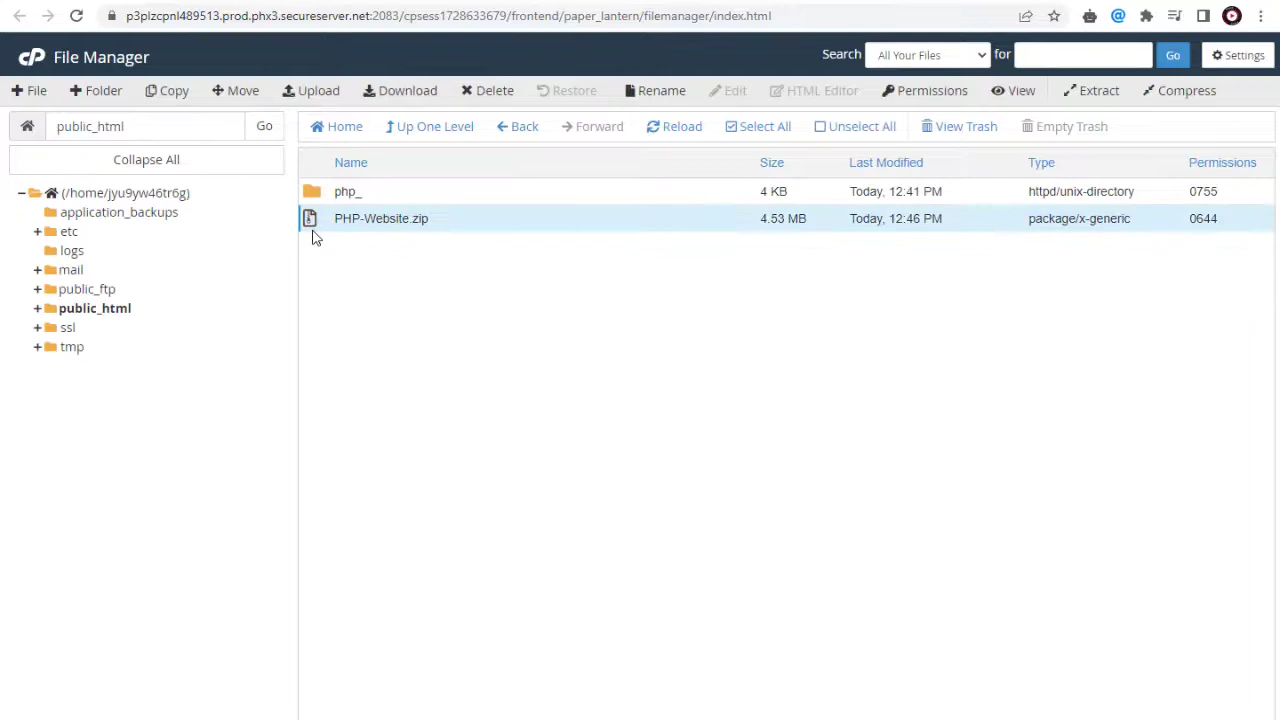 p3plzcpnl489513.prod.phx3.secureserver.net:2083/cpsess1728633679/frontend/paper_lantern/filemanager/index.html
cP File Manager Search All Your Files for Go Settings
File Folder Copy Move Upload Download Delete Restore Rename Edit HTML Editor Permissions View Extract Compress
public_html Go Home Up One Level Back Forward Reload Select All Unselect All View Trash Empty Trash
Collapse All
Name Size Last Modified Type Permissions
(/home/jyu9yw46tr6g)
application_backups
etc
logs
mail
public_ftp
public_html
ssl
tmp
php_ 4 KB Today, 12:41 PM httpd/unix-directory 0755
PHP-Website.zip 4.53 MB Today, 12:46 PM package/x-generic 0644